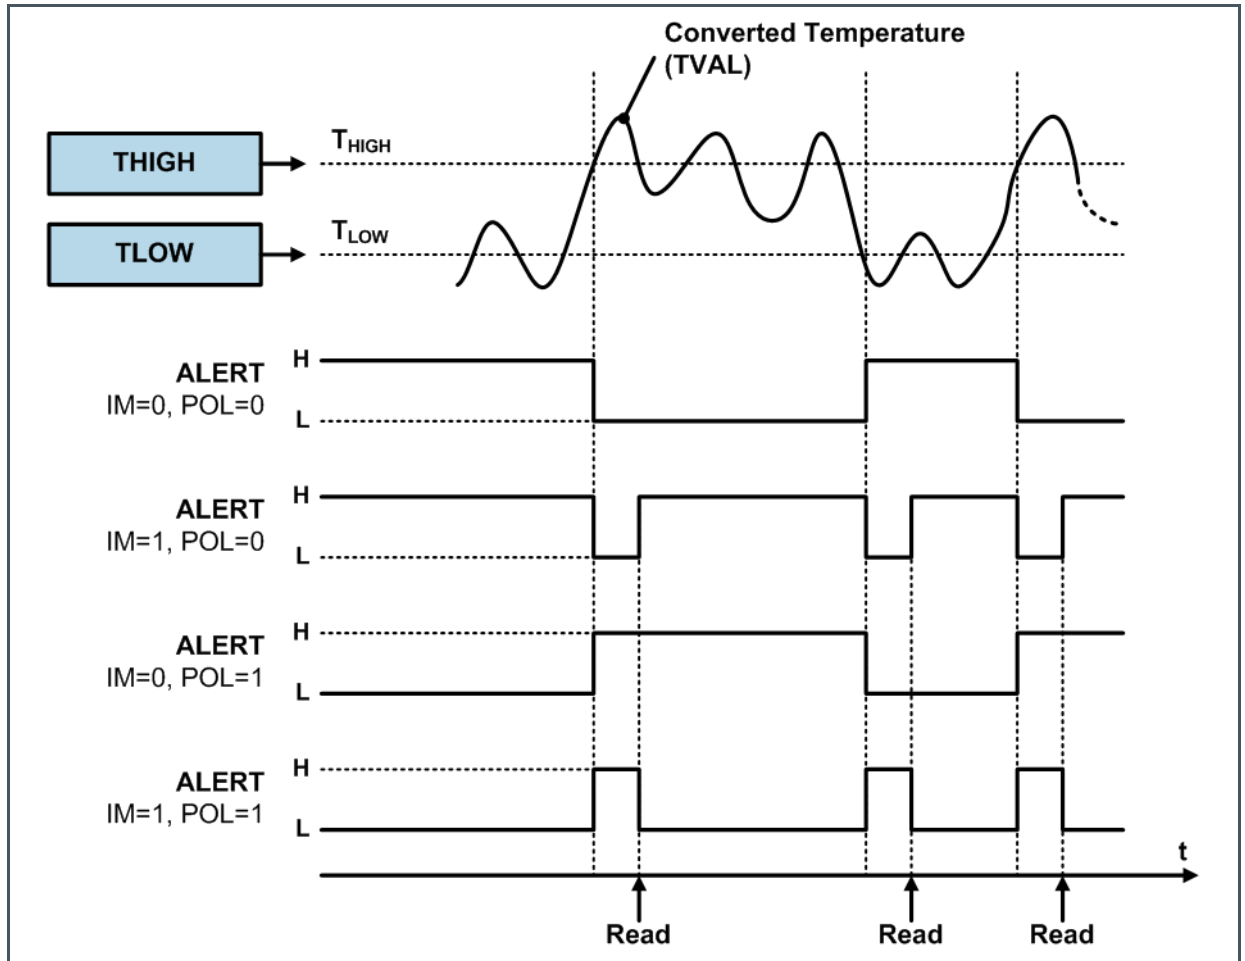 Converted Temperature
(TVAL)
THIGH
THIGH
TLOW
TLOW
ALERT
IM=0, POL=0
H
L
ALERT
IM=1, POL=0
H
L
ALERT
IM=0, POL=1
H
L
ALERT
IM=1, POL=1
H
L
t
Read
Read
Read